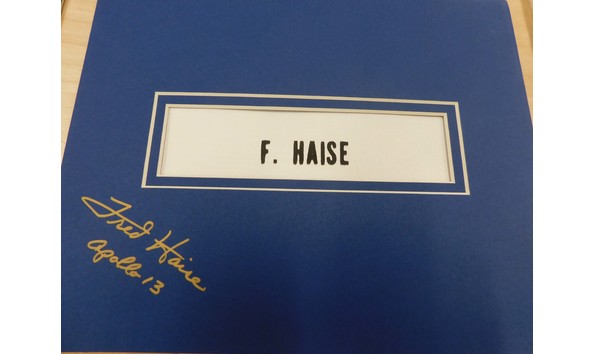 F. HAISE
Fred Haise
Apollo 13